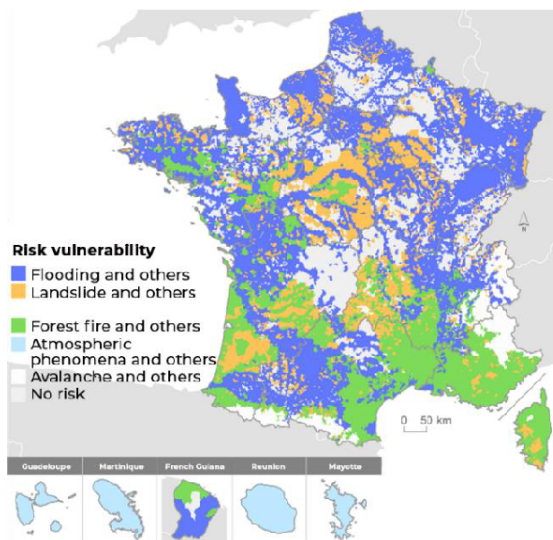 Risk vulnerability
Flooding and others
Landslide and others
Forest fire and others
Atmospheric
phenomena and others
Avalanche and others
No risk
N
0 50 km
Guadeloupe Martinique French Guiana Reunion Mayotte